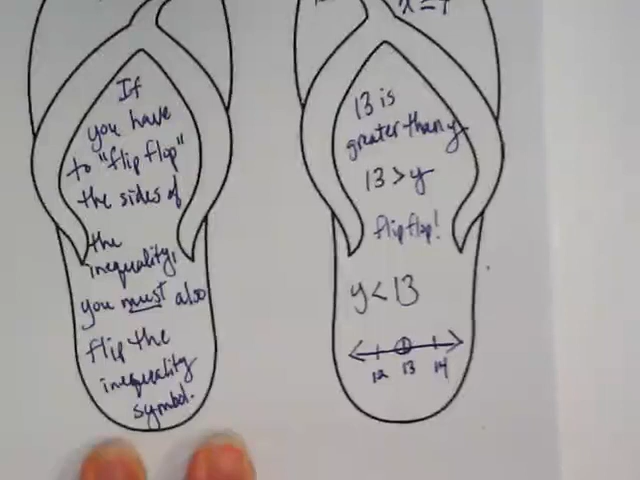 If
you have
to "flip flop"
the sides of
the
inequality,
you must also
flip the
inequality
symbol.
x = 7
13 is
greater than y
13 > y
flip flop!
y < 13
12 13 14